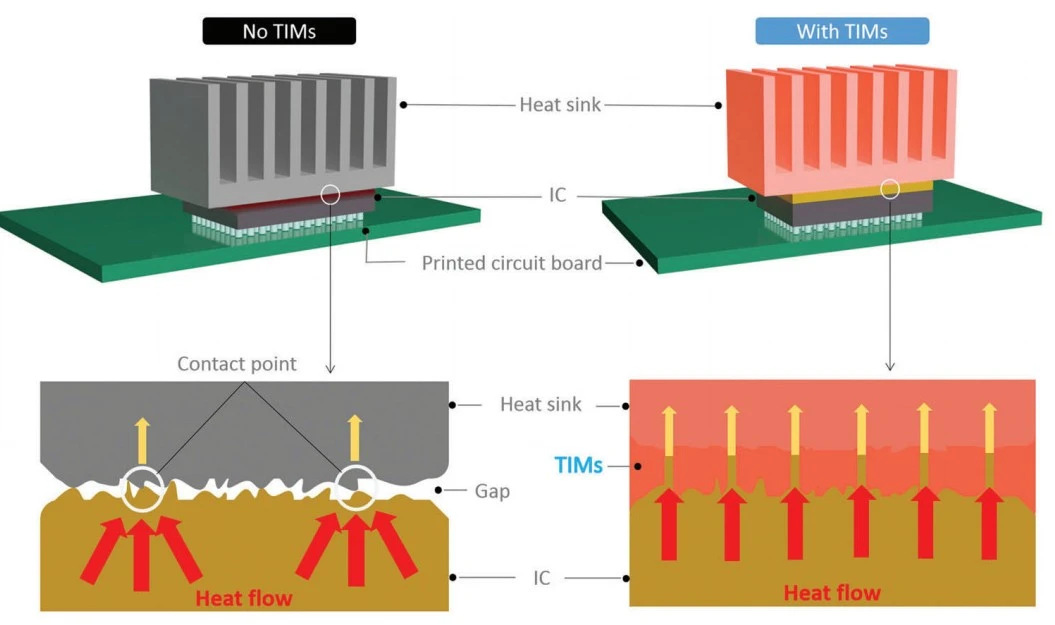 No TIMs
With TIMs
Heat sink
IC
Printed circuit board
Contact point
Heat sink
TIMs
Gap
IC
Heat flow
Heat flow